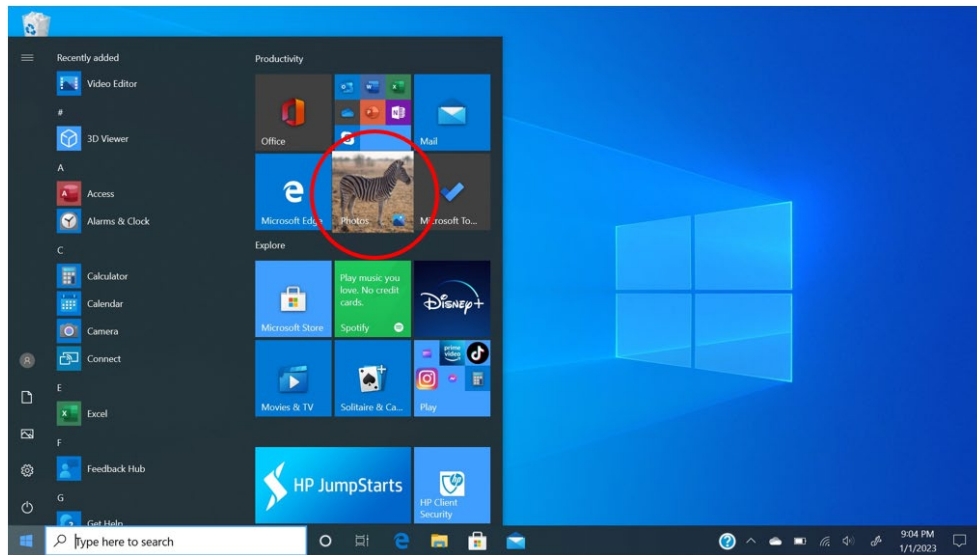 Recently added
Video Editor
#
3D Viewer
A
Access
Alarms & Clock
C
Calculator
Calendar
Camera
Connect
E
Excel
F
Feedback Hub
G
Get Help
Productivity
Office
Mail
Microsoft Edge
Photos
Microsoft To...
Explore
Microsoft Store
Play music you
love. No credit
cards.
Spotify
Disney+
Movies & TV
Solitaire & Ca...
prime
video
Play
HP JumpStarts
HP Client
Security
Type here to search
9:04 PM
1/1/2023